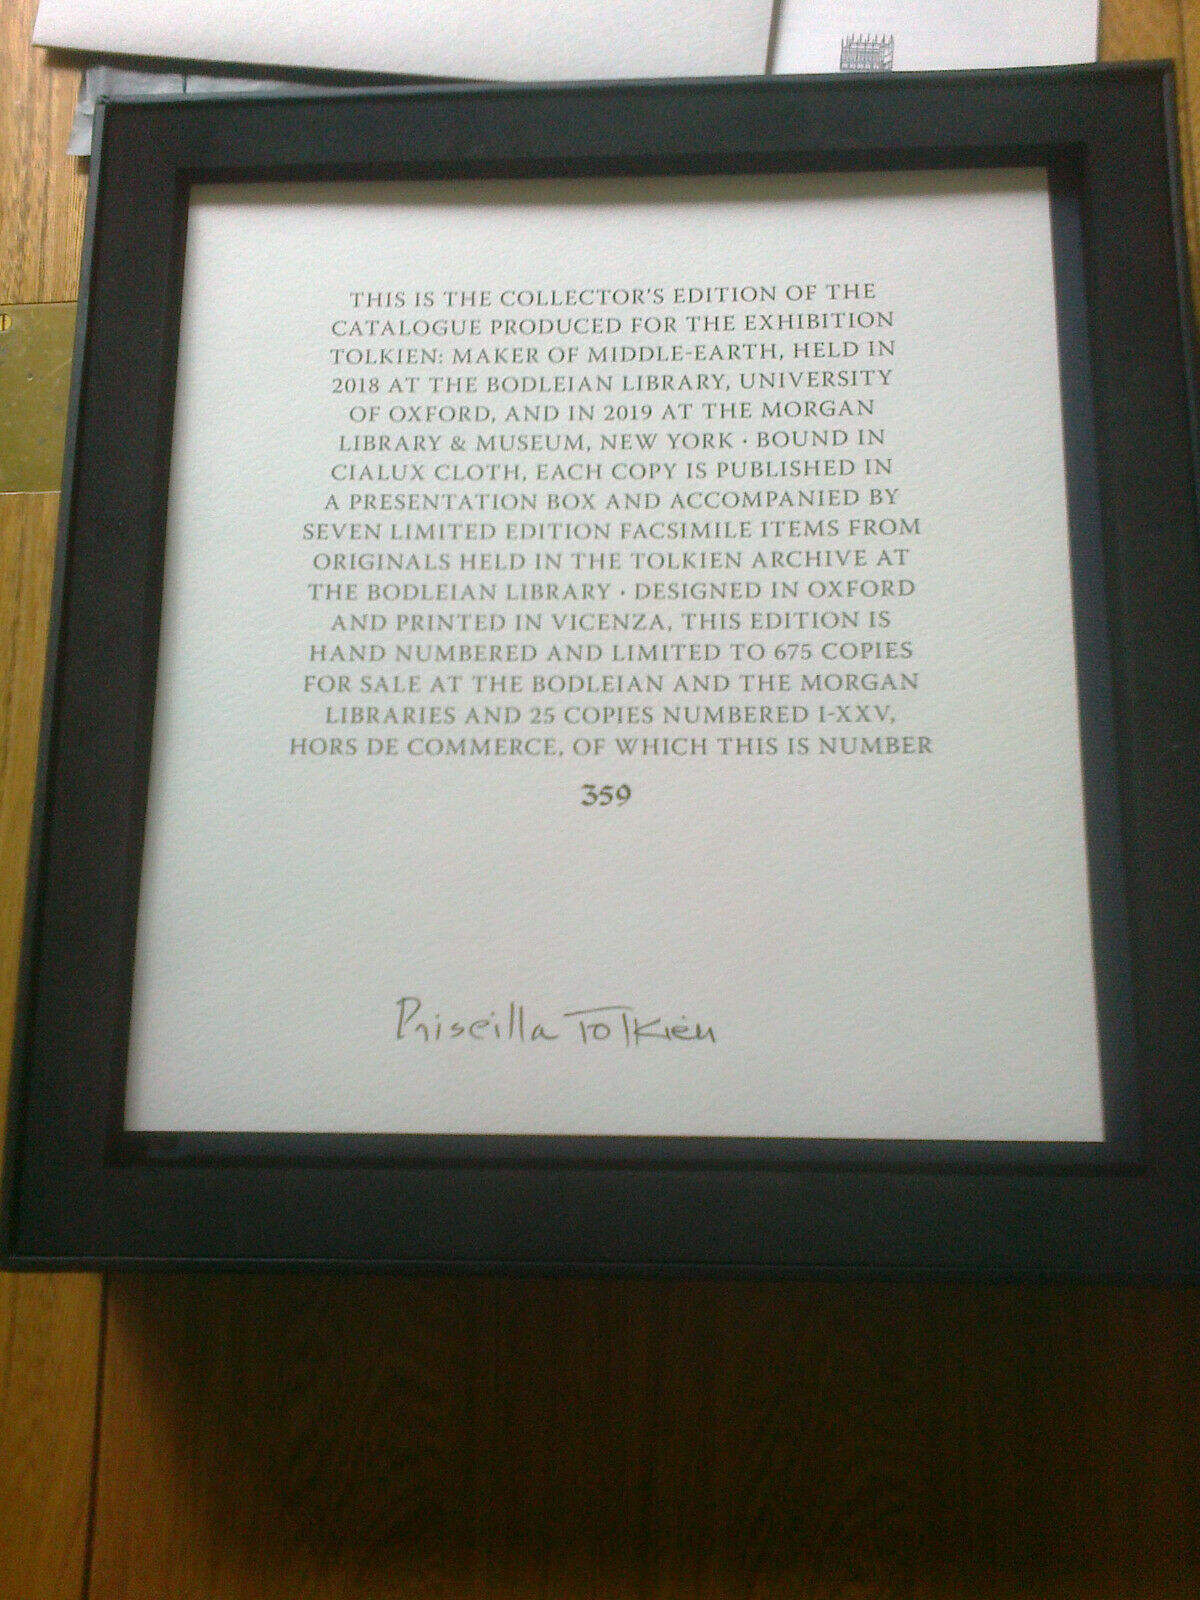 THIS IS THE COLLECTOR'S EDITION OF THE
CATALOGUE PRODUCED FOR THE EXHIBITION
TOLKIEN: MAKER OF MIDDLE-EARTH, HELD IN
2018 AT THE BODLEIAN LIBRARY, UNIVERSITY
OF OXFORD, AND IN 2019 AT THE MORGAN
LIBRARY & MUSEUM, NEW YORK · BOUND IN
CIALUX CLOTH, EACH COPY IS PUBLISHED IN
A PRESENTATION BOX AND ACCOMPANIED BY
SEVEN LIMITED EDITION FACSIMILE ITEMS FROM
ORIGINALS HELD IN THE TOLKIEN ARCHIVE AT
THE BODLEIAN LIBRARY · DESIGNED IN OXFORD
AND PRINTED IN VICENZA, THIS EDITION IS
HAND NUMBERED AND LIMITED TO 675 COPIES
FOR SALE AT THE BODLEIAN AND THE MORGAN
LIBRARIES AND 25 COPIES NUMBERED I-XXV,
HORS DE COMMERCE, OF WHICH THIS IS NUMBER
359
Priscilla Tolkien